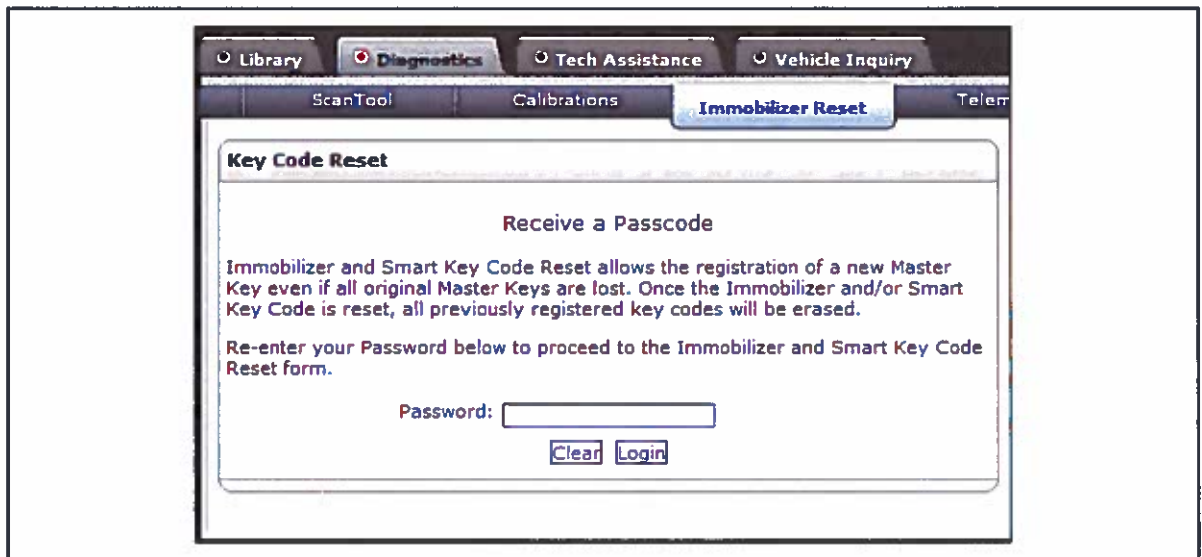 Library Diagnostics Tech Assistance Vehicle Inquiry
ScanTool Calibrations Immobilizer Reset Telem
Key Code Reset
Receive a Passcode
Immobilizer and Smart Key Code Reset allows the registration of a new Master
Key even if all original Master Keys are lost. Once the Immobilizer and/or Smart
Key Code is reset, all previously registered key codes will be erased.
Re-enter your Password below to proceed to the Immobilizer and Smart Key Code
Reset form.
Password:
Clear Login